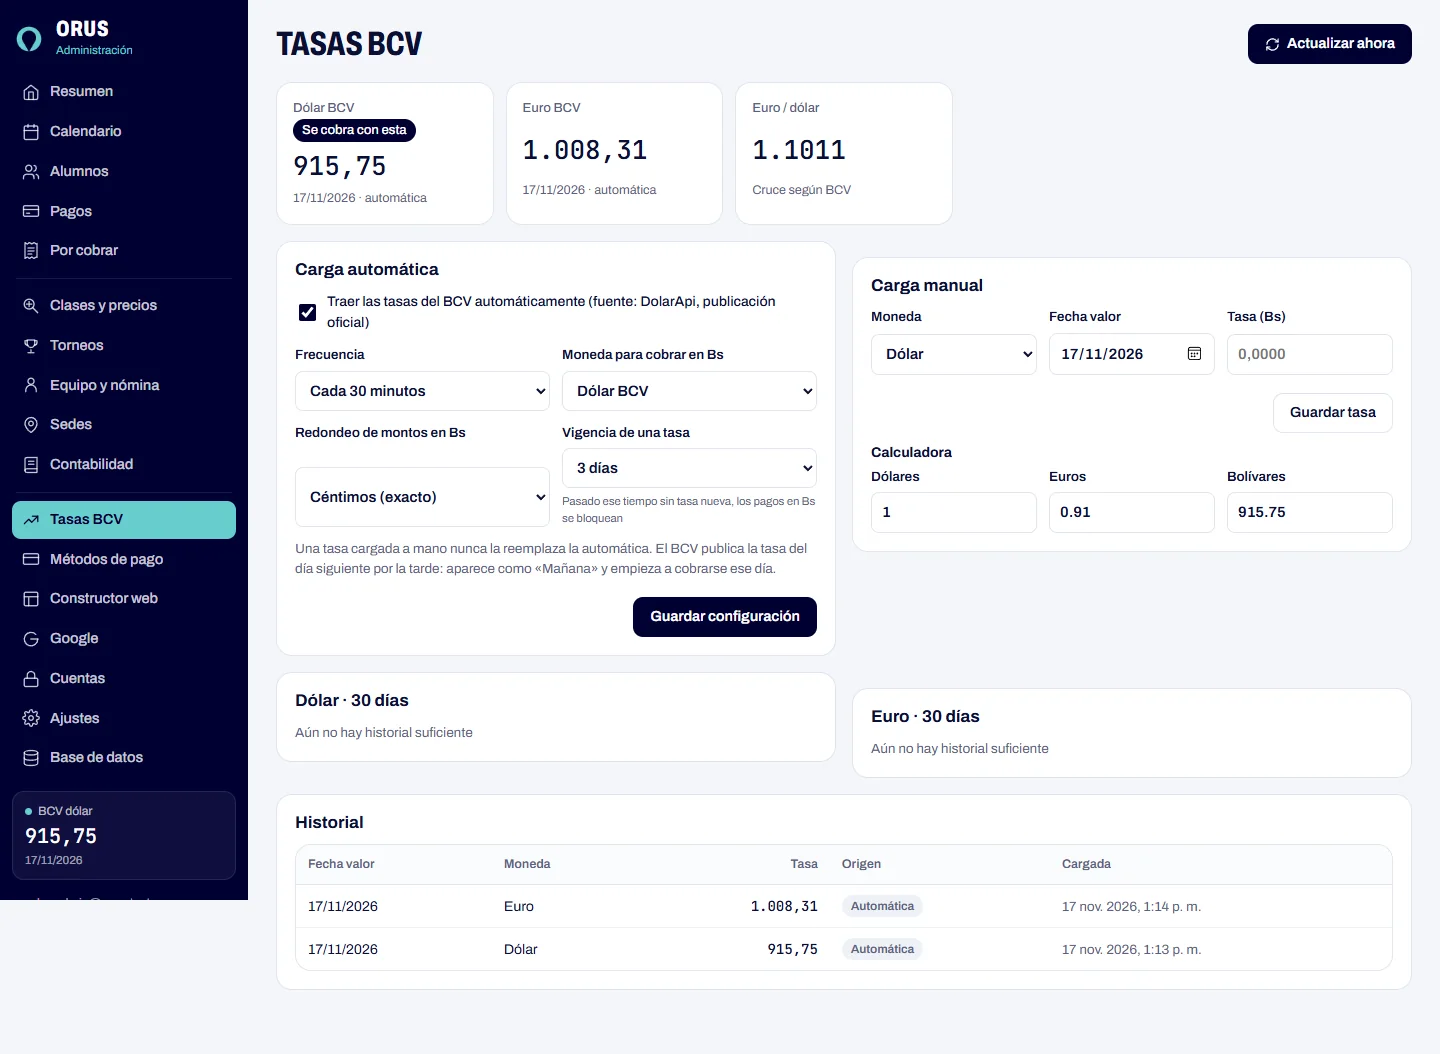 ORUS
Administración
Resumen
Calendario
Alumnos
Pagos
Por cobrar
Clases y precios
Torneos
Equipo y nómina
Sedes
Contabilidad
Tasas BCV
Métodos de pago
Constructor web
Google
Cuentas
Ajustes
Base de datos
BCV dólar
915,75
17/11/2026
TASAS BCV
Actualizar ahora
Dólar BCV
Se cobra con esta
915,75
17/11/2026 · automática
Euro BCV
1.008,31
17/11/2026 · automática
Euro / dólar
1.1011
Cruce según BCV
Carga automática
Traer las tasas del BCV automáticamente (fuente: DolarApi, publicación
oficial)
Frecuencia
Cada 30 minutos
Moneda para cobrar en Bs
Dólar BCV
Redondeo de montos en Bs
Céntimos (exacto)
Vigencia de una tasa
3 días
Pasado ese tiempo sin tasa nueva, los pagos en Bs
se bloquean
Una tasa cargada a mano nunca la reemplaza la automática. El BCV publica la tasa del
día siguiente por la tarde: aparece como «Mañana» y empieza a cobrarse ese día.
Guardar configuración
Carga manual
Moneda
Dólar
Fecha valor
17/11/2026
Tasa (Bs)
0,0000
Guardar tasa
Calculadora
Dólares
1
Euros
0.91
Bolívares
915.75
Dólar · 30 días
Aún no hay historial suficiente
Euro · 30 días
Aún no hay historial suficiente
Historial
Fecha valor Moneda Tasa Origen Cargada
17/11/2026 Euro 1.008,31 Automática 17 nov. 2026, 1:14 p. m.
17/11/2026 Dólar 915,75 Automática 17 nov. 2026, 1:13 p. m.